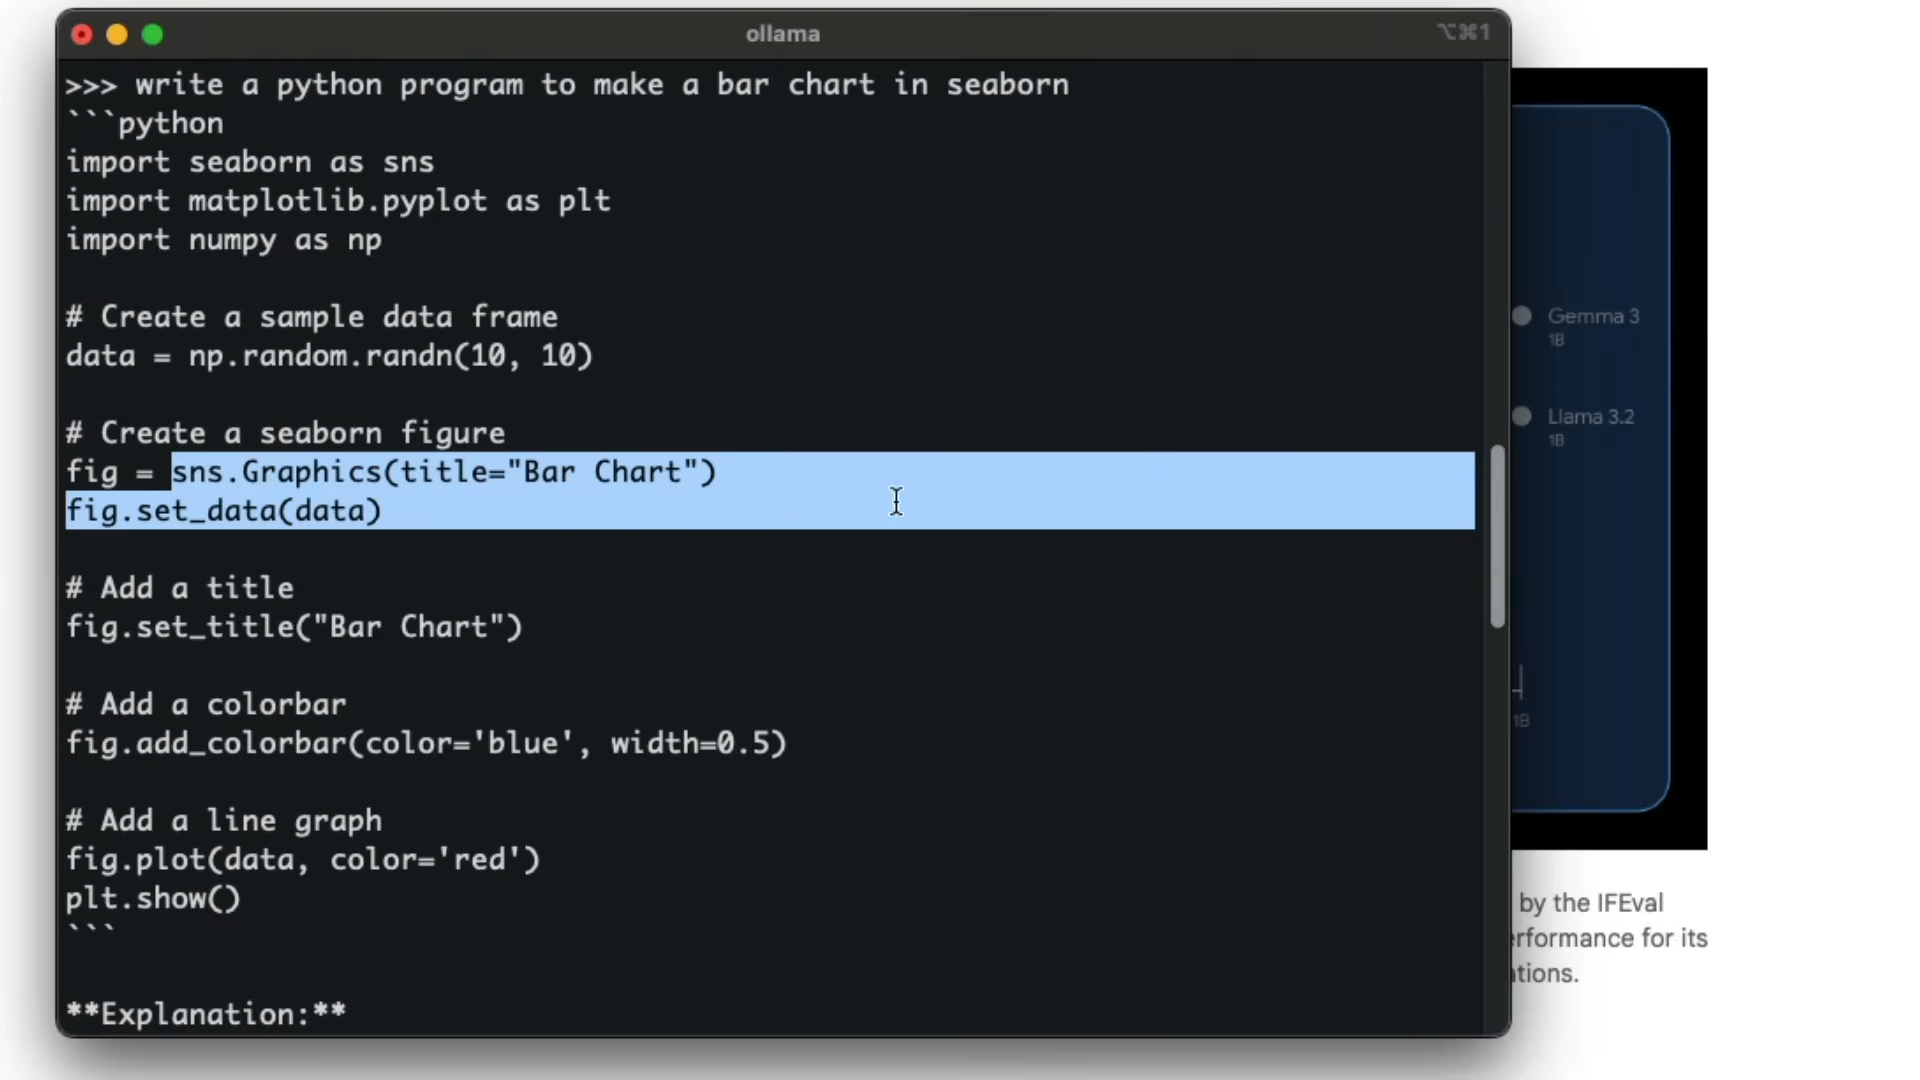 ollama
⌥⌘1
>>> write a python program to make a bar chart in seaborn
```python
import seaborn as sns
import matplotlib.pyplot as plt
import numpy as np
# Create a sample data frame
data = np.random.randn(10, 10)
# Create a seaborn figure
fig = sns.Graphics(title="Bar Chart")
fig.set_data(data)
# Add a title
fig.set_title("Bar Chart")
# Add a colorbar
fig.add_colorbar(color='blue', width=0.5)
# Add a line graph
fig.plot(data, color='red')
plt.show()
```
**Explanation:**
Gemma 3
1B
Llama 3.2
1B
1B
by the IFEval
erformance for its
ations.